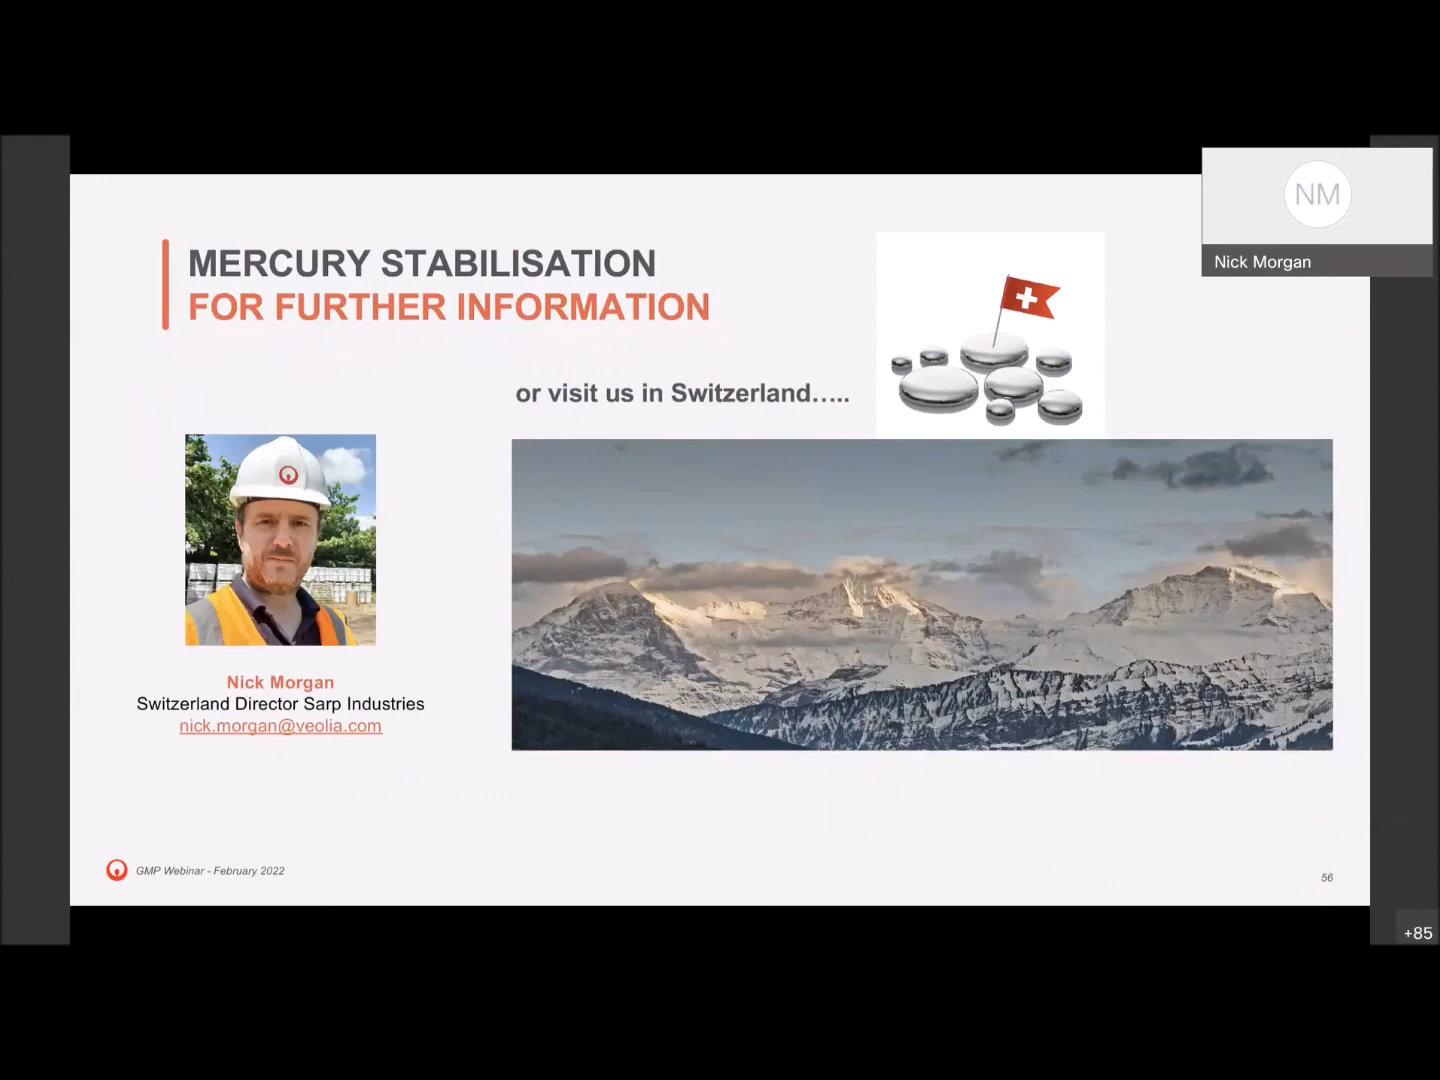 NM
Nick Morgan
MERCURY STABILISATION
FOR FURTHER INFORMATION
or visit us in Switzerland…..
Nick Morgan
Switzerland Director Sarp Industries
nick.morgan@veolia.com
GMP Webinar - February 2022
56
+85